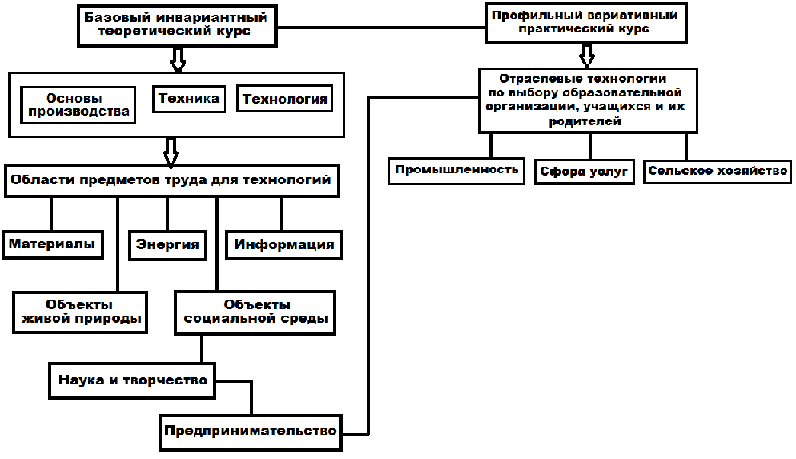 Базовый инвариантный
теоретический курс
Профильный вариативный
практический курс
Основы
производства
Техника
Технология
Отраслевые технологии
по выбору образовательной
организации, учащихся и их
родителей
Области предметов труда для технологий
Промышленность
Сфора услуг
Сельское хозяйство
Материалы
Энергия
Информация
Объекты
живой природы
Объекты
социальной среды
Наука и творчество
Предпринимательство